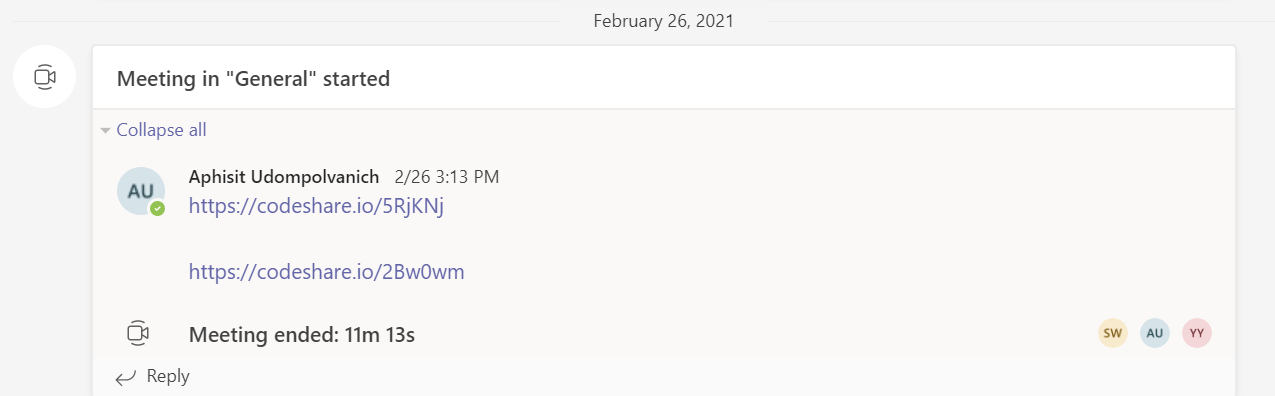 February 26, 2021
Meeting in "General" started
Collapse all
AU
Aphisit Udompolvanich 2/26 3:13 PM
https://codeshare.io/5RjKNj
https://codeshare.io/2Bw0wm
Meeting ended: 11m 13s
SW AU YY
Reply